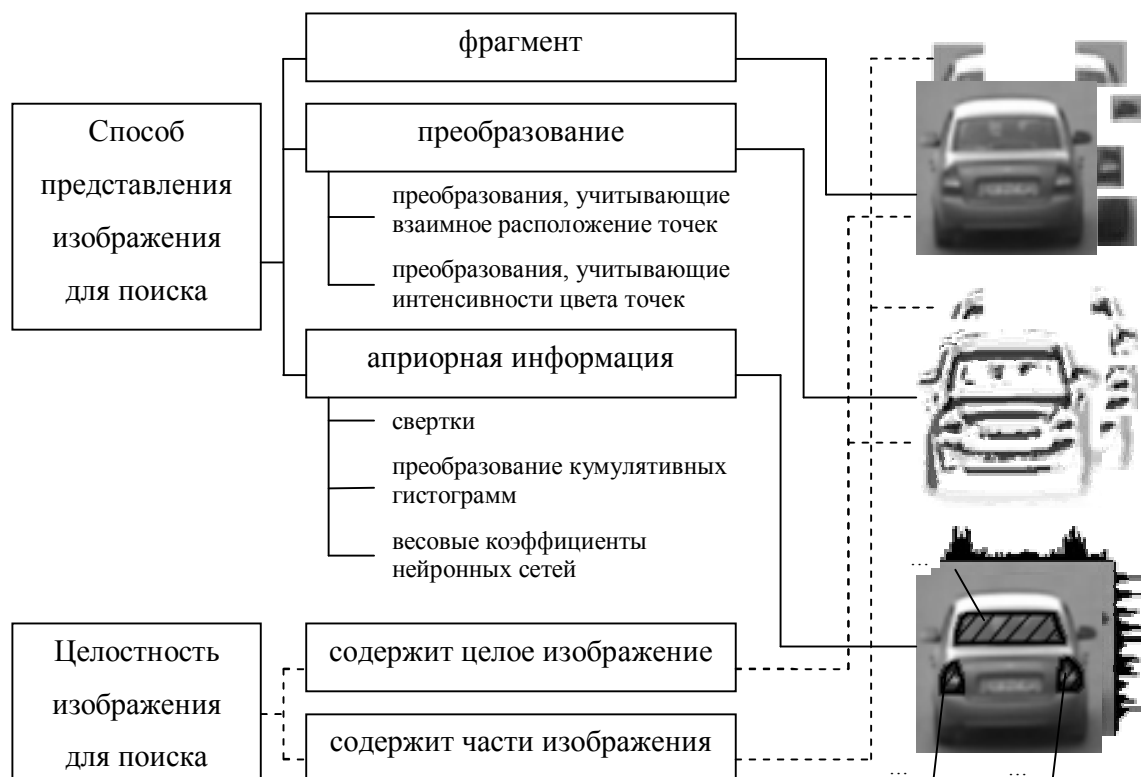 фрагмент
Способ
представления
изображения
для поиска
преобразование
преобразования, учитывающие
взаимное расположение точек
преобразования, учитывающие
интенсивности цвета точек
априорная информация
свертки
преобразование кумулятивных
гистограмм
весовые коэффициенты
нейронных сетей
...
Целостность
изображения
для поиска
содержит целое изображение
содержит части изображения
... ...